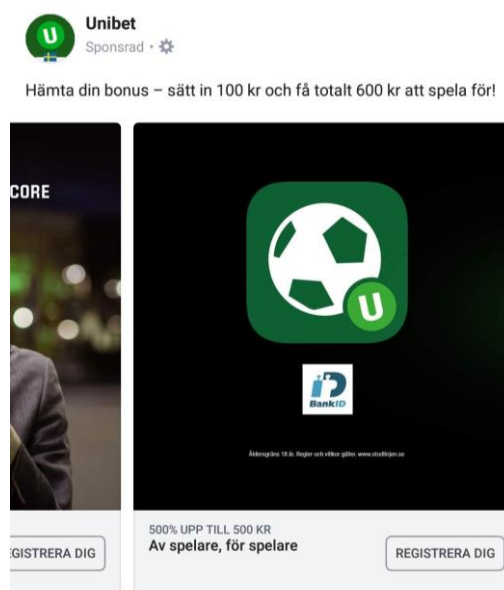 Unibet
Sponsrad
Hämta din bonus – sätt in 100 kr och få totalt 600 kr att spela för!
CORE
U
BankID
Åldersgräns 18 år. Regler och villkor gäller. www.stodlinjen.se
500% UPP TILL 500 KR
Av spelare, för spelare
EGISTRERA DIG
REGISTRERA DIG